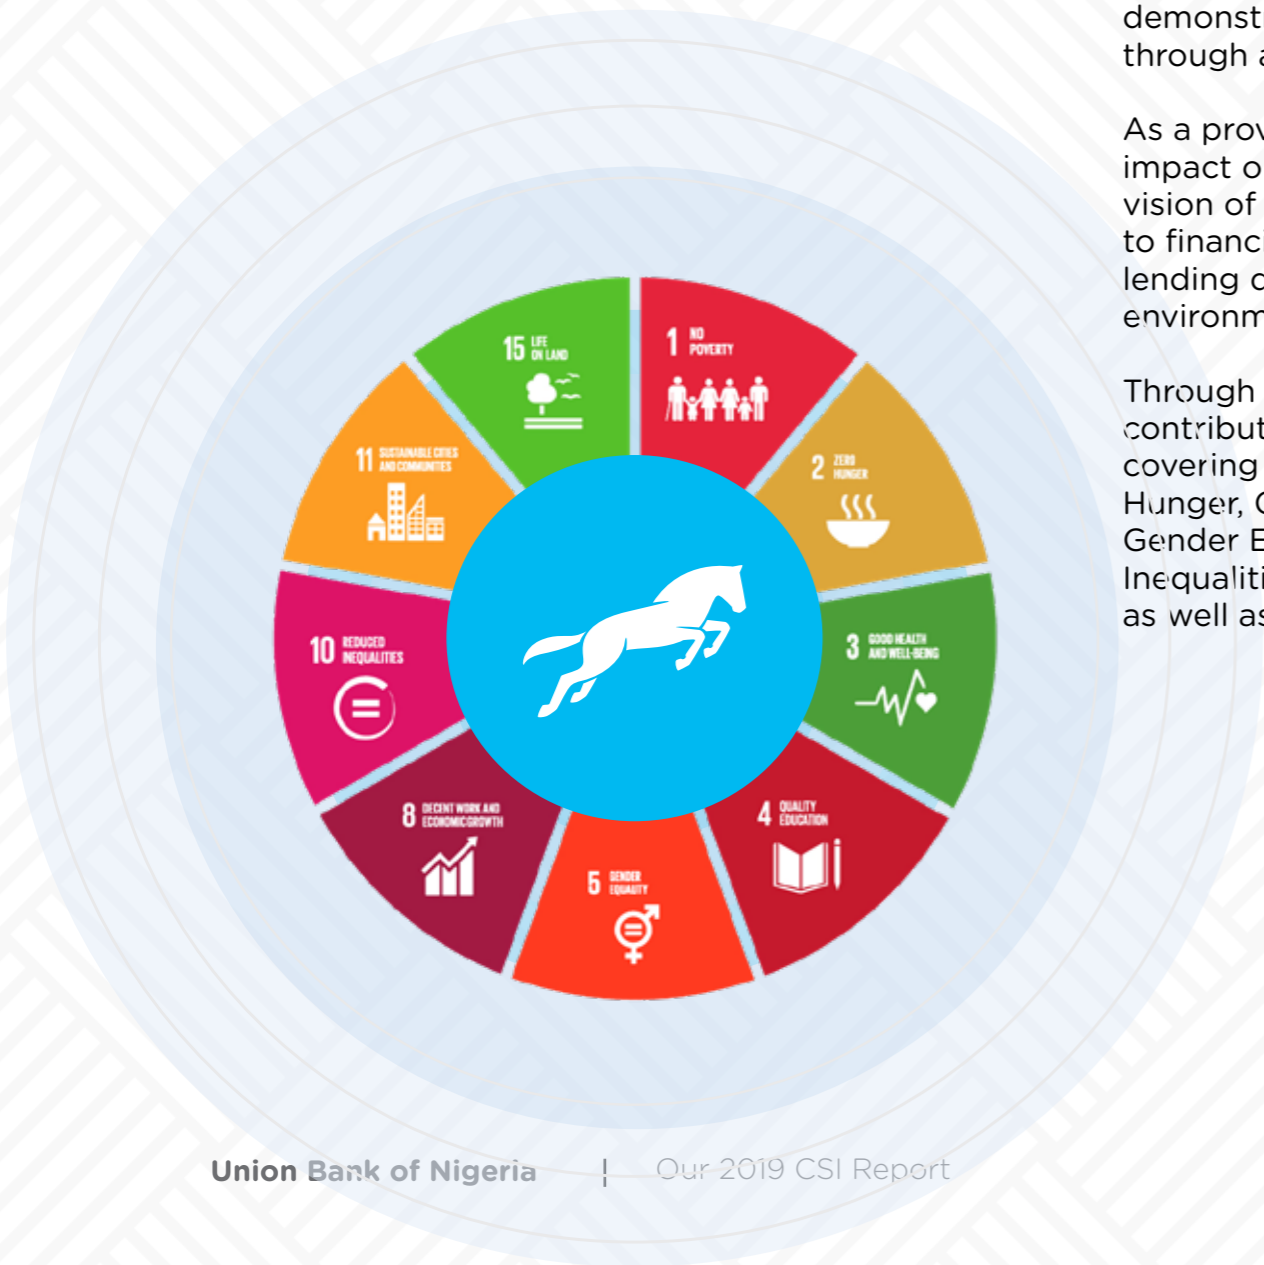 demonst
through a
As a prov
impact o
vision of
to financi
lending d
environm
Through
contribut
covering
Hunger, G
Gender E
Inequaliti
as well as
15 LIFE
ON LAND
1 NO
POVERTY
11 SUSTAINABLE CITIES
AND COMMUNITIES
2 ZERO
HUNGER
10 REDUCED
INEQUALITIES
3 GOOD HEALTH
AND WELL-BEING
8 DECENT WORK AND
ECONOMIC GROWTH
4 QUALITY
EDUCATION
5 GENDER
EQUALITY
Union Bank of Nigeria | Our 2019 CSI Report